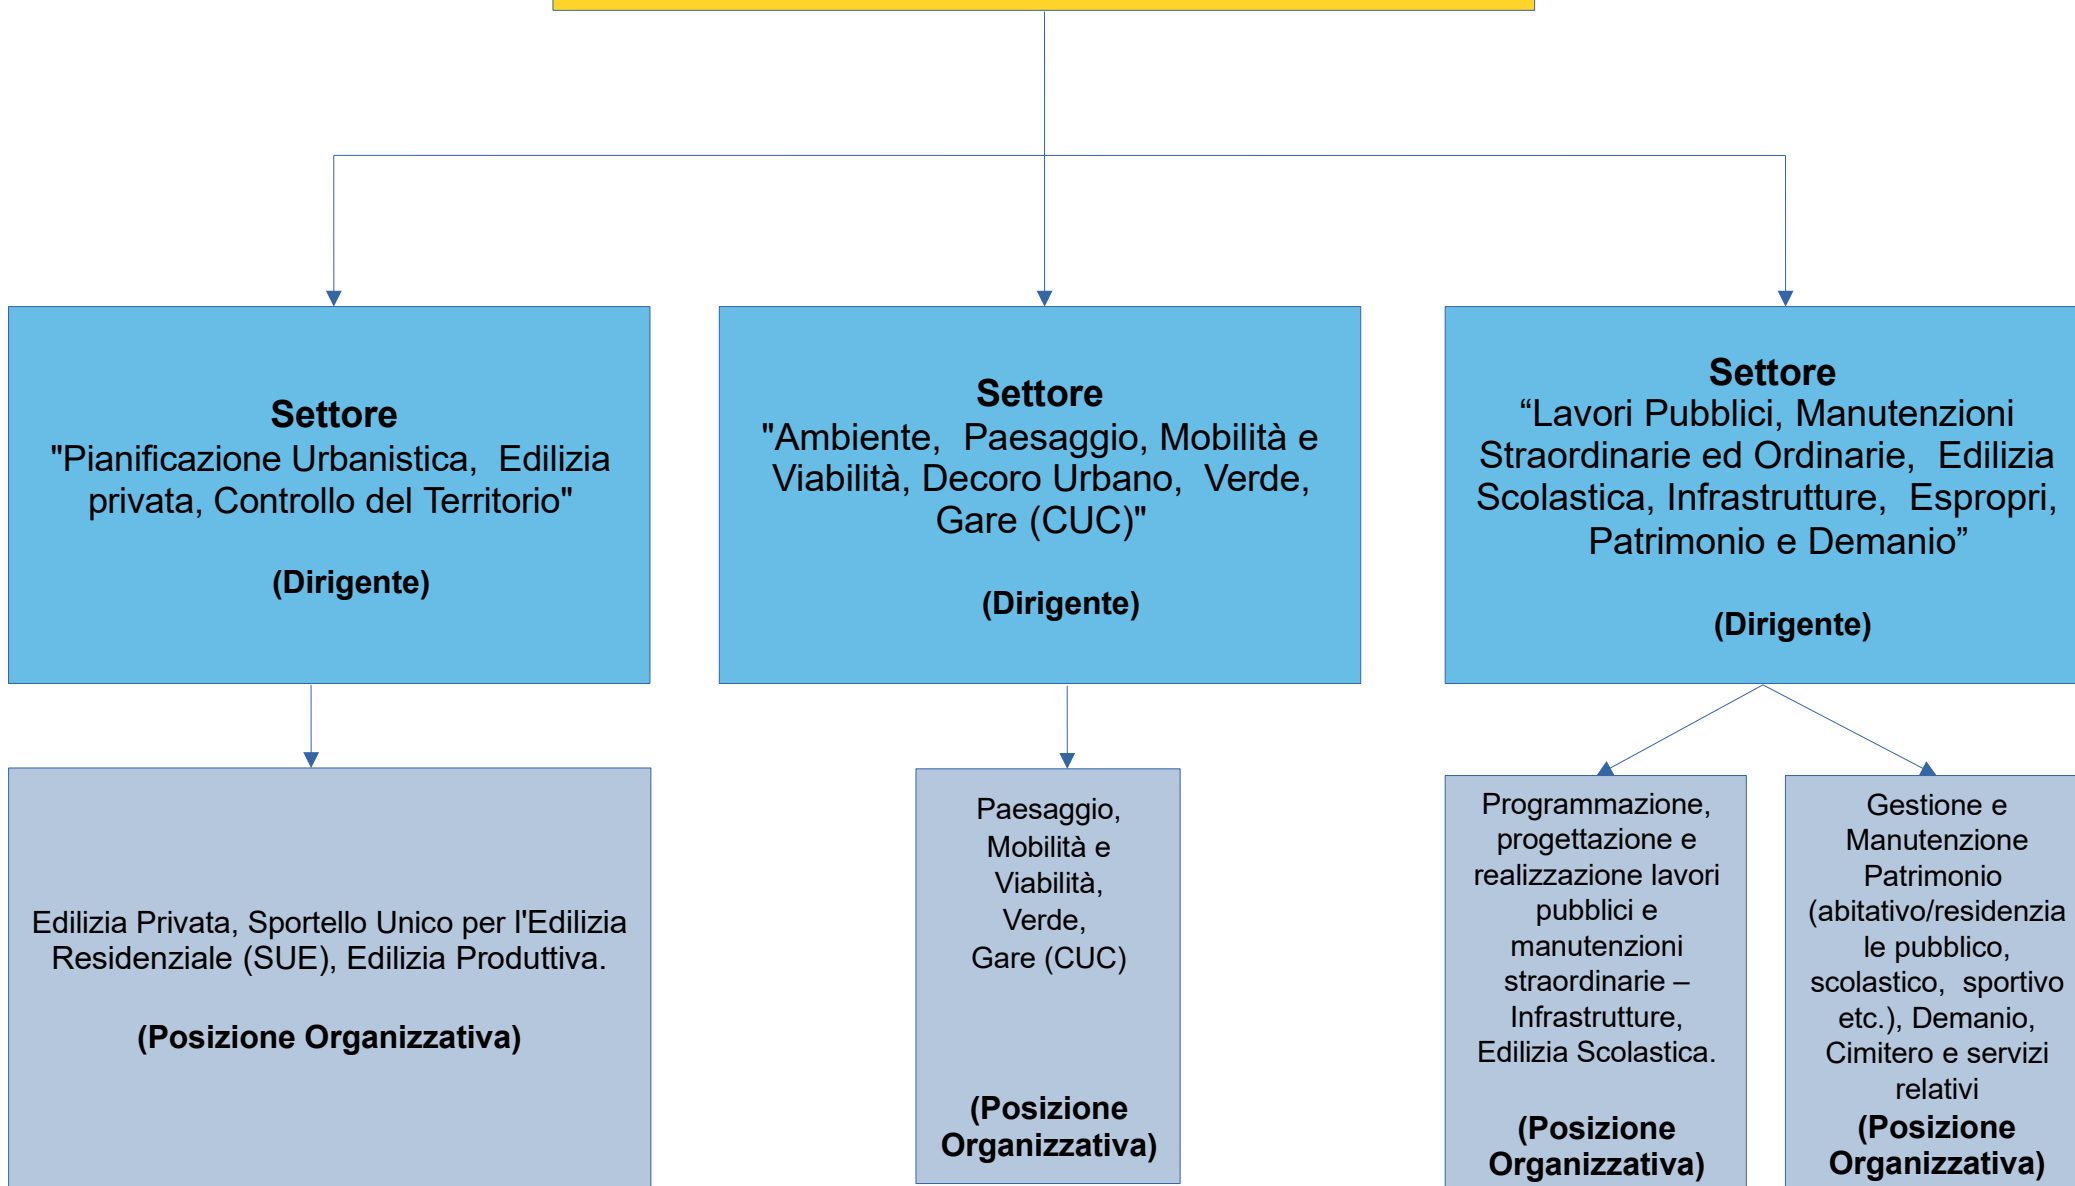 Settore
"Pianificazione Urbanistica,  Edilizia
privata, Controllo del Territorio"
(Dirigente)
Settore
"Ambiente,  Paesaggio, Mobilità e
Viabilità, Decoro Urbano,  Verde,
Gare (CUC)"
(Dirigente)
Settore
“Lavori Pubblici, Manutenzioni
Straordinarie ed Ordinarie,  Edilizia
Scolastica, Infrastrutture,  Espropri,
Patrimonio e Demanio”
(Dirigente)
Edilizia Privata, Sportello Unico per l'Edilizia
Residenziale (SUE), Edilizia Produttiva.
(Posizione Organizzativa)
Paesaggio,
Mobilità e
Viabilità,
Verde,
Gare (CUC)
(Posizione
Organizzativa)
Programmazione,
progettazione e
realizzazione lavori
pubblici e
manutenzioni
straordinarie –
Infrastrutture,
Edilizia Scolastica.
(Posizione
Organizzativa)
Gestione e
Manutenzione
Patrimonio
(abitativo/residenzia
le pubblico,
scolastico,  sportivo
etc.), Demanio,
Cimitero e servizi
relativi
(Posizione
Organizzativa)